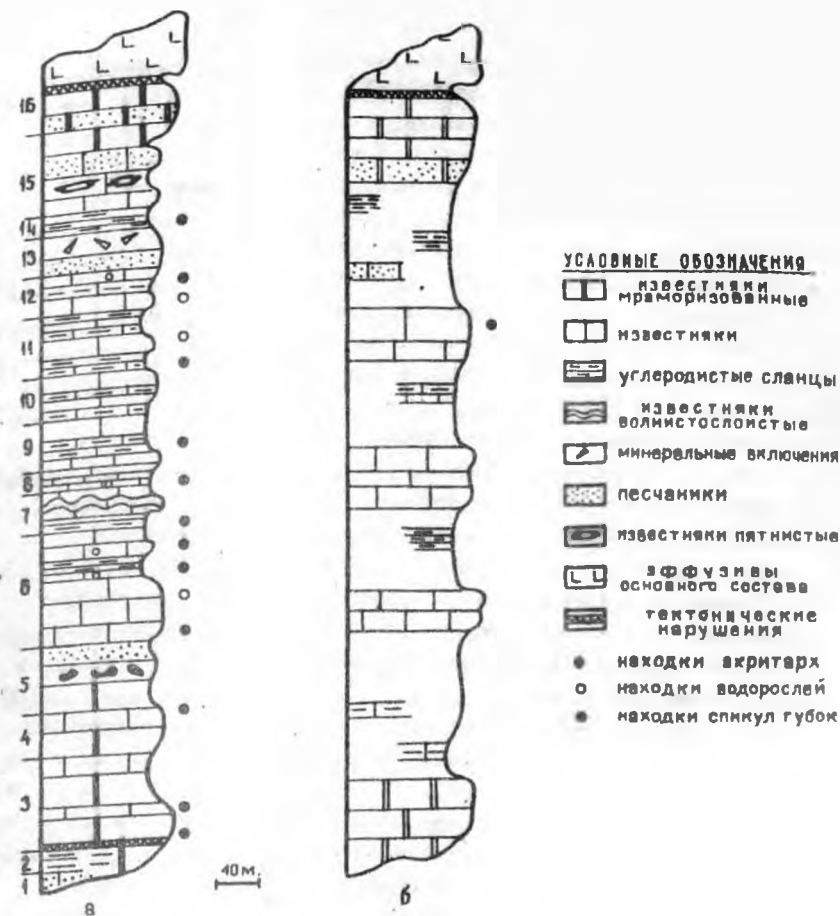 16
15
14
13
12
11
10
9
8
7
6
5
4
3
2
1
а
40 м.
б
УСЛОВНЫЕ ОБОЗНАЧЕНИЯ
известняки
мраморизованные
известняки
углеродистые сланцы
известняки
волнистослоистые
минеральные включения
песчаники
известняки пятнистые
эффузивы
основного состава
тектонические
нарушения
находки акритарх
находки водорослей
находки спикул губок